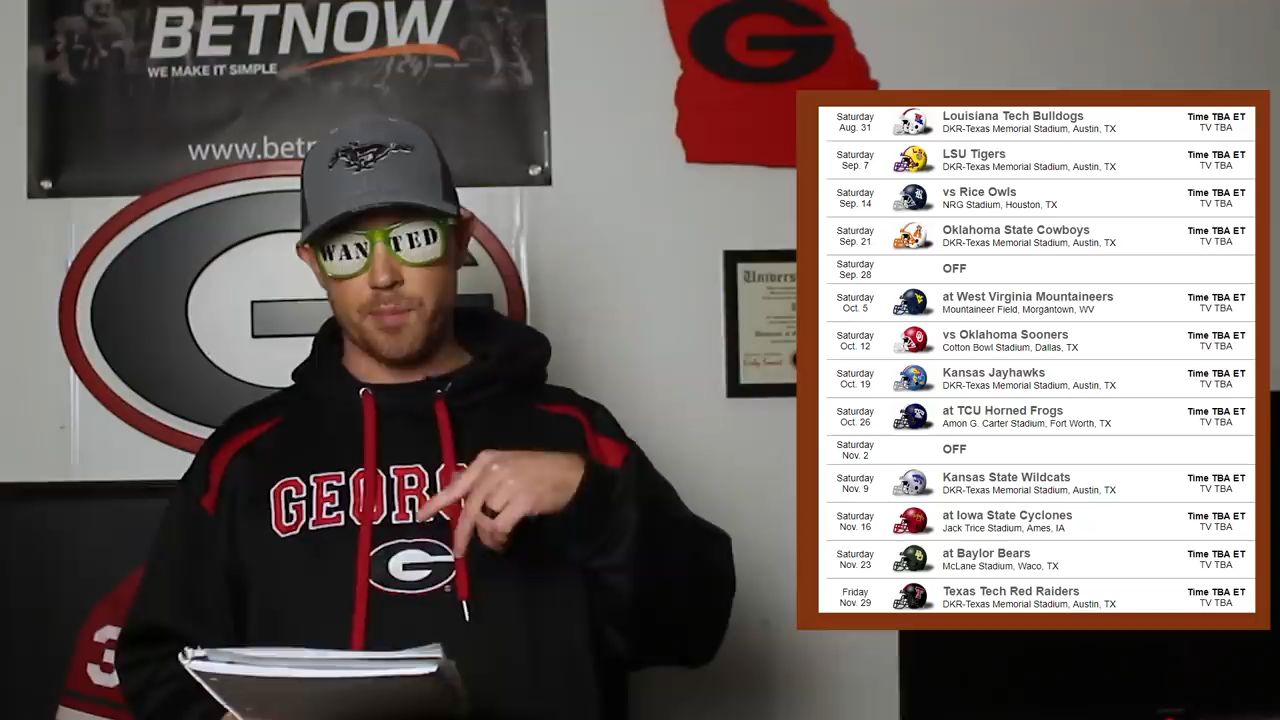 BETNOW
WE MAKE IT SIMPLE
www.betn
G
G
WANTED
GEORG
G
Univers
3
Saturday
Aug. 31
Louisiana Tech Bulldogs
DKR-Texas Memorial Stadium, Austin, TX
Time TBA ET
TV TBA
Saturday
Sep. 7
LSU Tigers
DKR-Texas Memorial Stadium, Austin, TX
Time TBA ET
TV TBA
Saturday
Sep. 14
vs Rice Owls
NRG Stadium, Houston, TX
Time TBA ET
TV TBA
Saturday
Sep. 21
Oklahoma State Cowboys
DKR-Texas Memorial Stadium, Austin, TX
Time TBA ET
TV TBA
Saturday
Sep. 28
OFF
Saturday
Oct. 5
at West Virginia Mountaineers
Mountaineer Field, Morgantown, WV
Time TBA ET
TV TBA
Saturday
Oct. 12
vs Oklahoma Sooners
Cotton Bowl Stadium, Dallas, TX
Time TBA ET
TV TBA
Saturday
Oct. 19
Kansas Jayhawks
DKR-Texas Memorial Stadium, Austin, TX
Time TBA ET
TV TBA
Saturday
Oct. 26
at TCU Horned Frogs
Amon G. Carter Stadium, Fort Worth, TX
Time TBA ET
TV TBA
Saturday
Nov. 2
OFF
Saturday
Nov. 9
Kansas State Wildcats
DKR-Texas Memorial Stadium, Austin, TX
Time TBA ET
TV TBA
Saturday
Nov. 16
at Iowa State Cyclones
Jack Trice Stadium, Ames, IA
Time TBA ET
TV TBA
Saturday
Nov. 23
at Baylor Bears
McLane Stadium, Waco, TX
Time TBA ET
TV TBA
Friday
Nov. 29
Texas Tech Red Raiders
DKR-Texas Memorial Stadium, Austin, TX
Time TBA ET
TV TBA